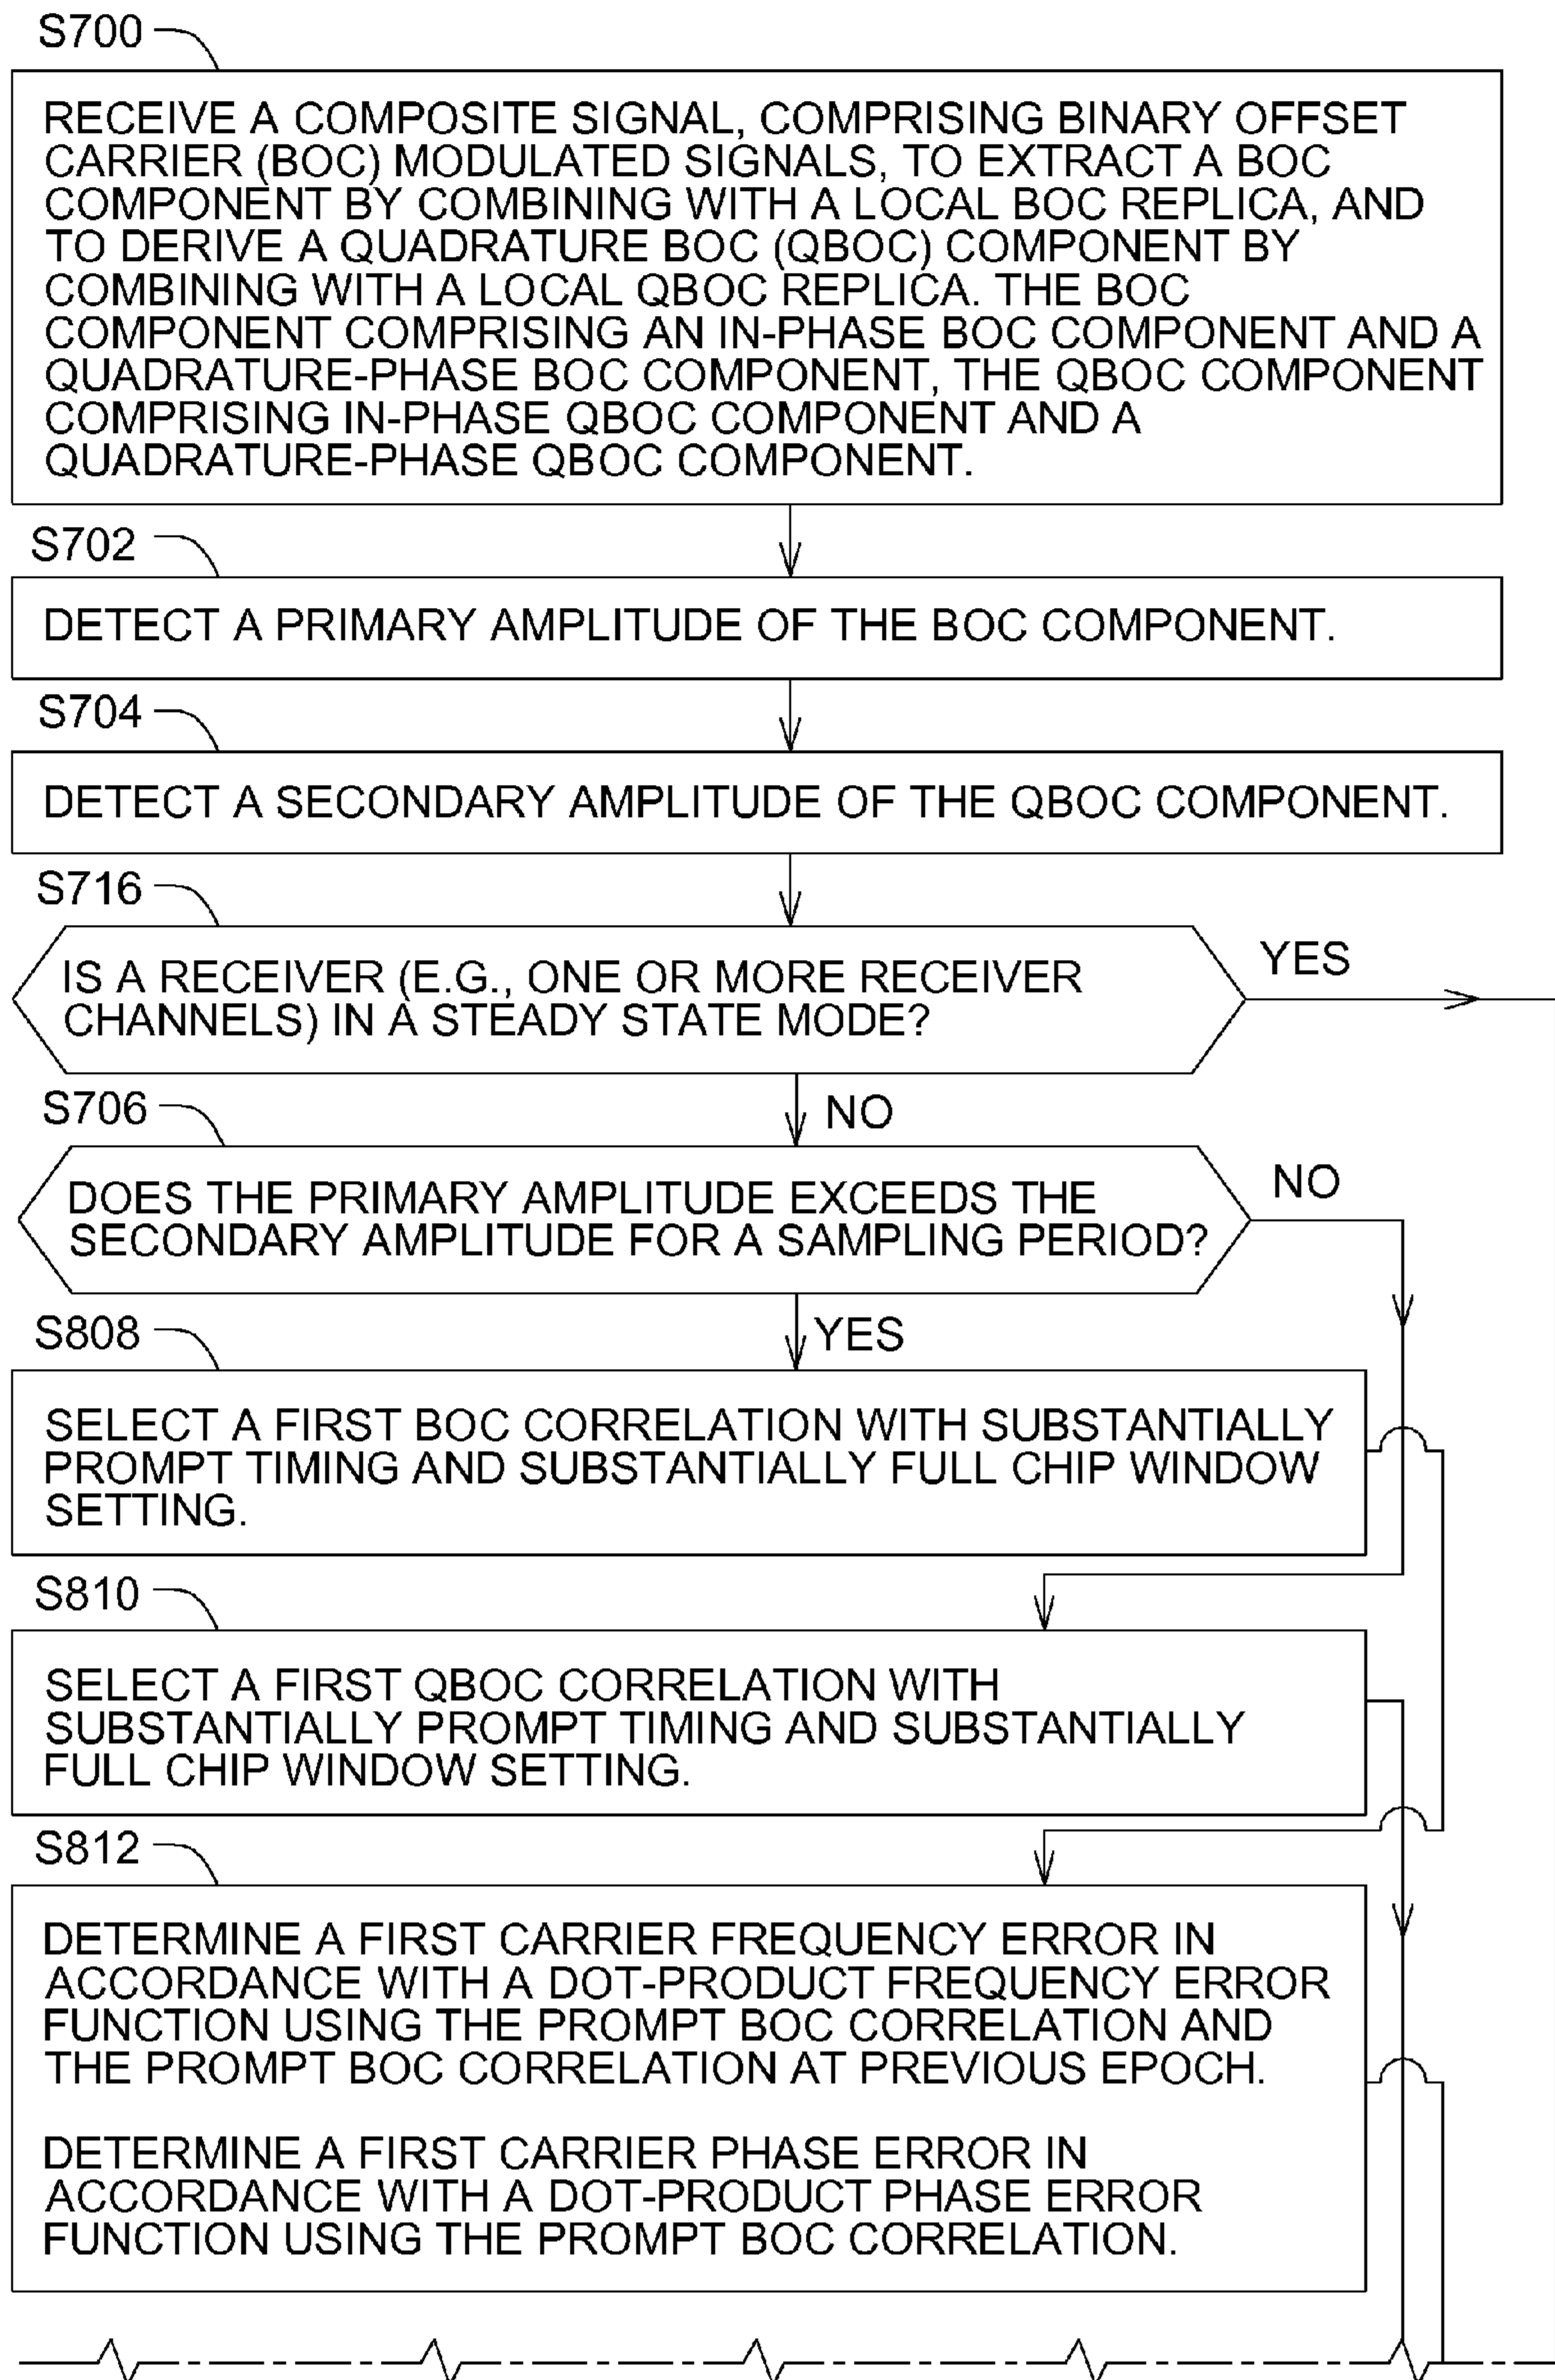 S700
RECEIVE A COMPOSITE SIGNAL, COMPRISING BINARY OFFSET
CARRIER (BOC) MODULATED SIGNALS, TO EXTRACT A BOC
COMPONENT BY COMBINING WITH A LOCAL BOC REPLICA, AND
TO DERIVE A QUADRATURE BOC (QBOC) COMPONENT BY
COMBINING WITH A LOCAL QBOC REPLICA. THE BOC
COMPONENT COMPRISING AN IN-PHASE BOC COMPONENT AND A
QUADRATURE-PHASE BOC COMPONENT, THE QBOC COMPONENT
COMPRISING IN-PHASE QBOC COMPONENT AND A
QUADRATURE-PHASE QBOC COMPONENT.
S702
DETECT A PRIMARY AMPLITUDE OF THE BOC COMPONENT.
S704
DETECT A SECONDARY AMPLITUDE OF THE QBOC COMPONENT.
S716
IS A RECEIVER (E.G., ONE OR MORE RECEIVER
CHANNELS) IN A STEADY STATE MODE?
YES
NO
S706
DOES THE PRIMARY AMPLITUDE EXCEEDS THE
SECONDARY AMPLITUDE FOR A SAMPLING PERIOD?
NO
YES
S808
SELECT A FIRST BOC CORRELATION WITH SUBSTANTIALLY
PROMPT TIMING AND SUBSTANTIALLY FULL CHIP WINDOW
SETTING.
S810
SELECT A FIRST QBOC CORRELATION WITH
SUBSTANTIALLY PROMPT TIMING AND SUBSTANTIALLY
FULL CHIP WINDOW SETTING.
S812
DETERMINE A FIRST CARRIER FREQUENCY ERROR IN
ACCORDANCE WITH A DOT-PRODUCT FREQUENCY ERROR
FUNCTION USING THE PROMPT BOC CORRELATION AND
THE PROMPT BOC CORRELATION AT PREVIOUS EPOCH.
DETERMINE A FIRST CARRIER PHASE ERROR IN
ACCORDANCE WITH A DOT-PRODUCT PHASE ERROR
FUNCTION USING THE PROMPT BOC CORRELATION.